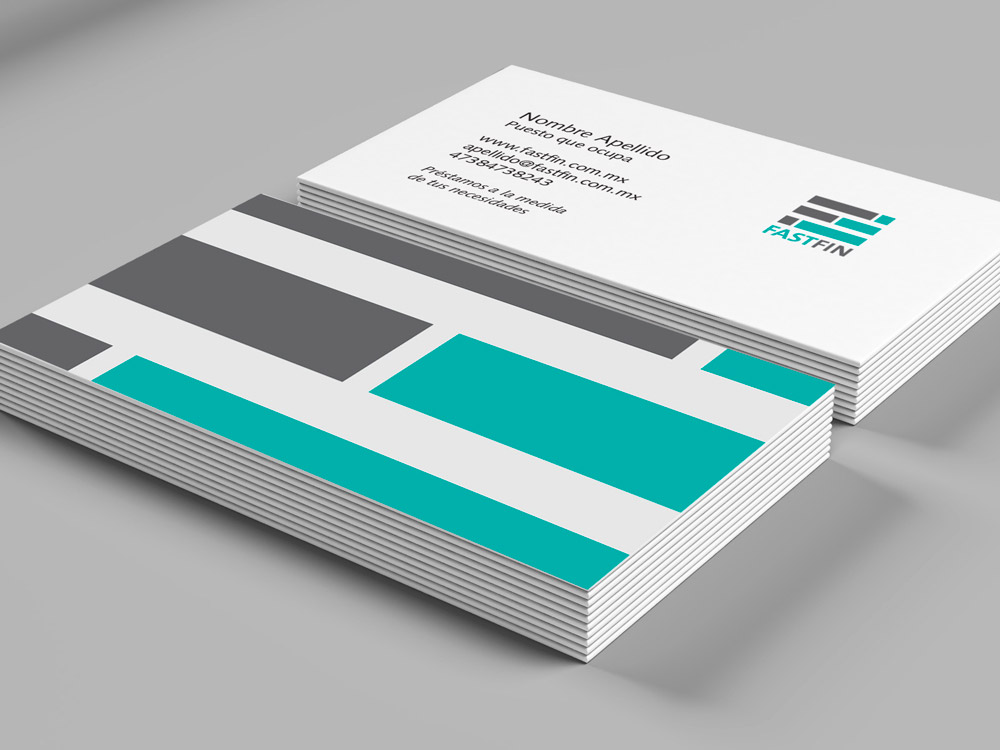 Nombre Apellido
Puesto que ocupa
www.fastfin.com.mx
apellido@fastfin.com.mx
47384738243
Préstamos a la medida
de tus necesidades
FASTFIN